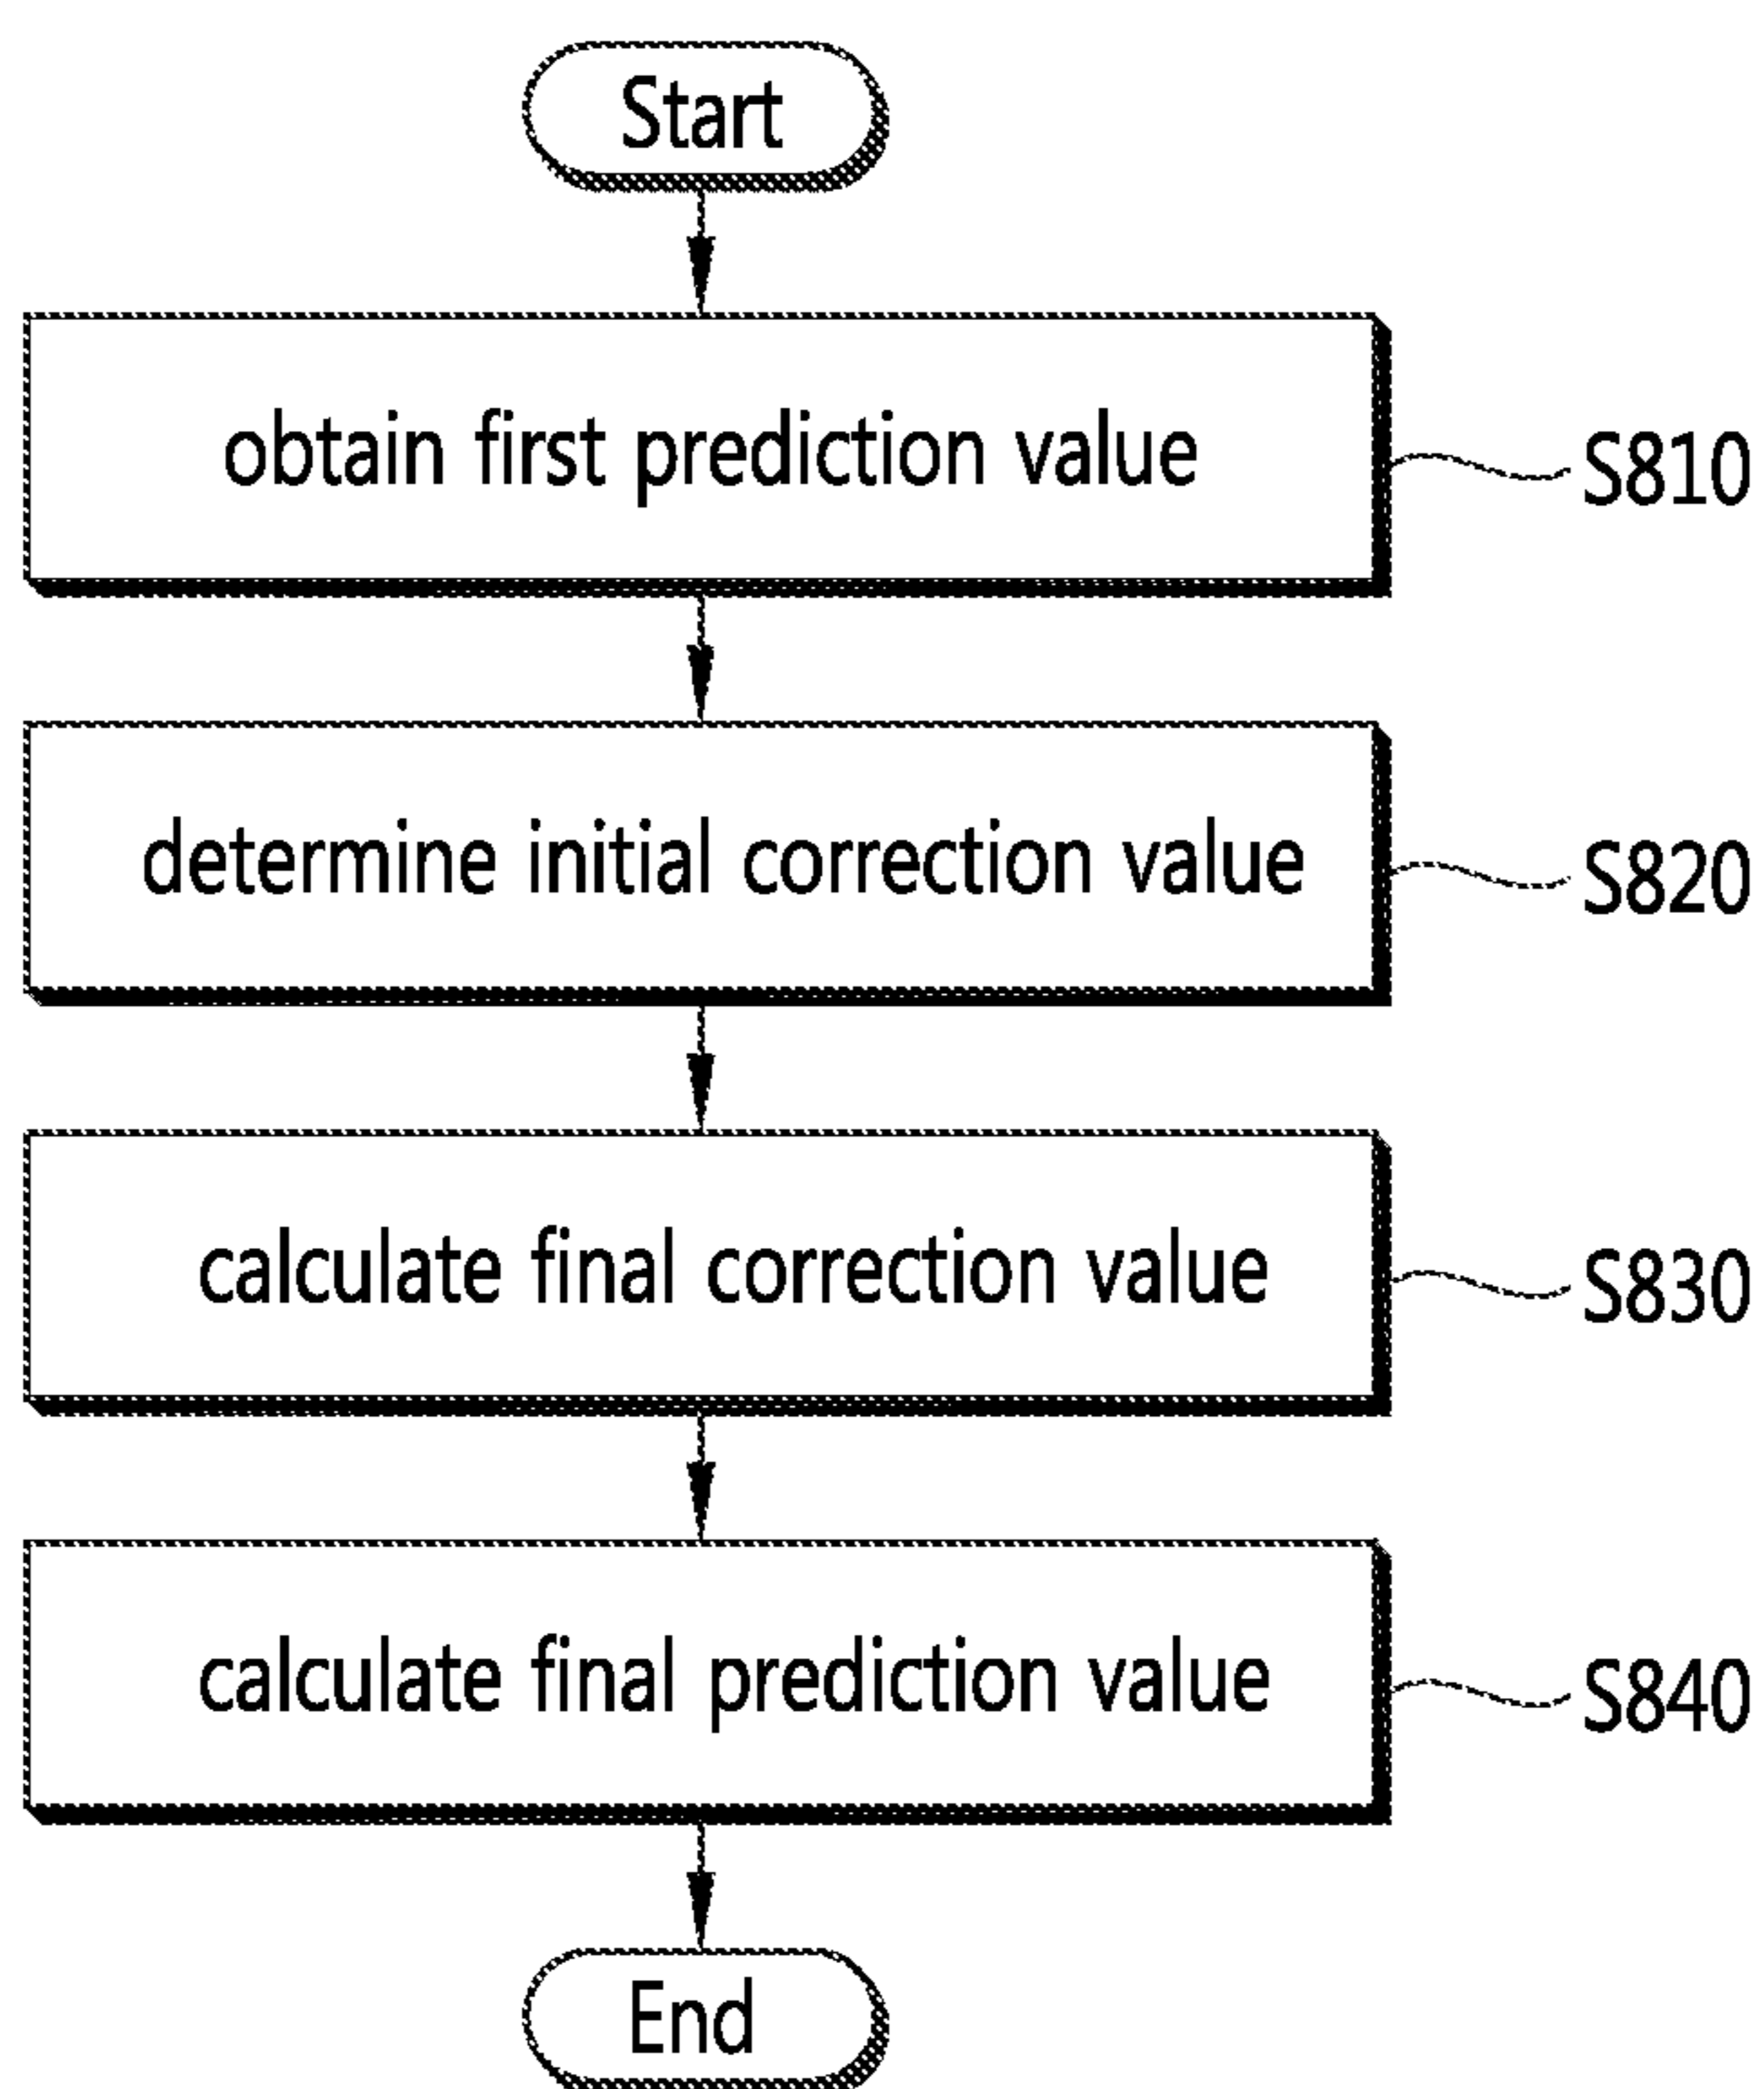 Start
obtain first prediction value
S810
determine initial correction value
S820
calculate final correction value
S830
calculate final prediction value
S840
End